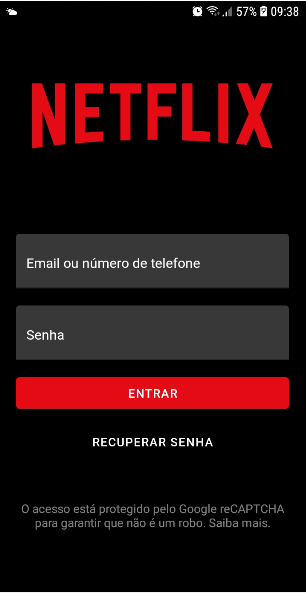 57% 09:38
NETFLIX
Email ou número de telefone
Senha
ENTRAR
RECUPERAR SENHA
O acesso está protegido pelo Google reCAPTCHA
para garantir que não é um robo. Saiba mais.